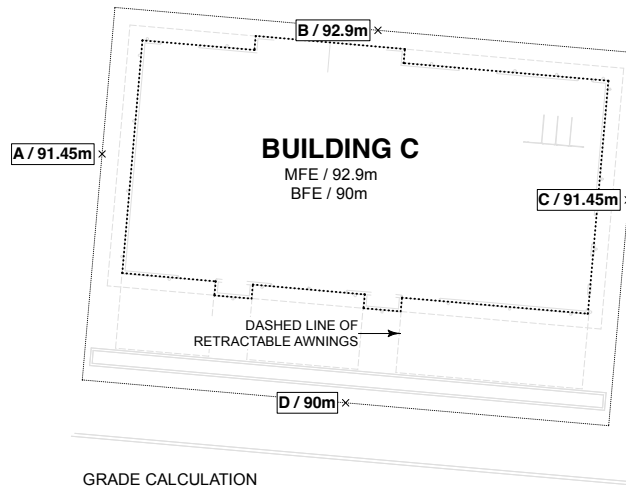 B / 92.9m
A / 91.45m
BUILDING C
MFE / 92.9m
BFE / 90m
C / 91.45m
DASHED LINE OF
RETRACTABLE AWNINGS
D / 90m
GRADE CALCULATION